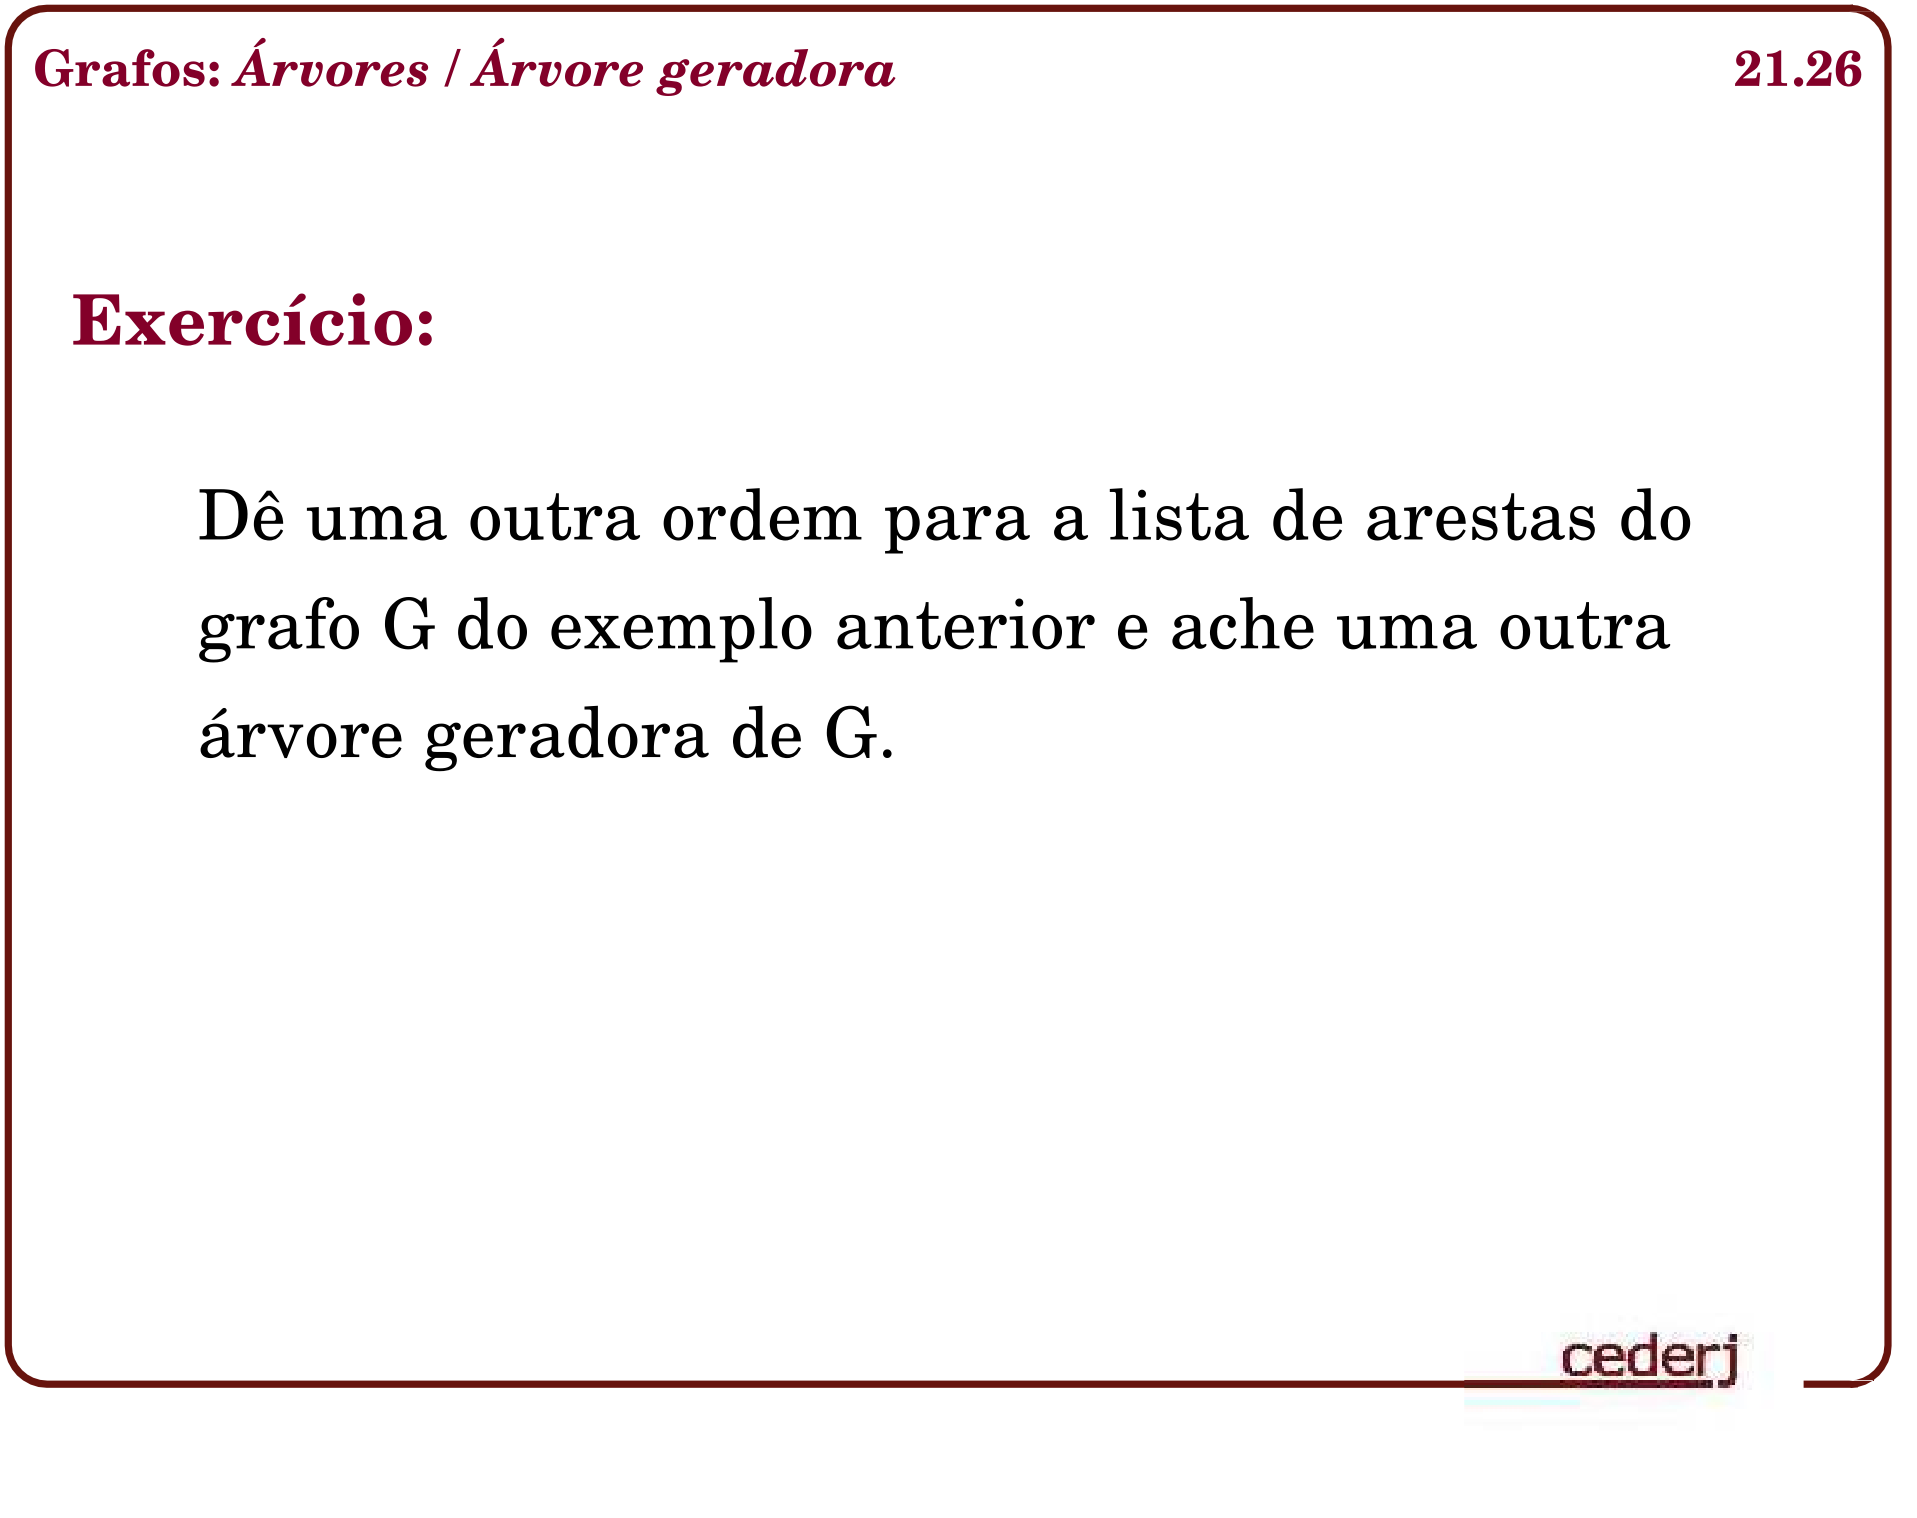 Grafos: Árvores / Árvore geradora 21.26
Exercício:
Dê uma outra ordem para a lista de arestas do
grafo G do exemplo anterior e ache uma outra
árvore geradora de G.
cederj